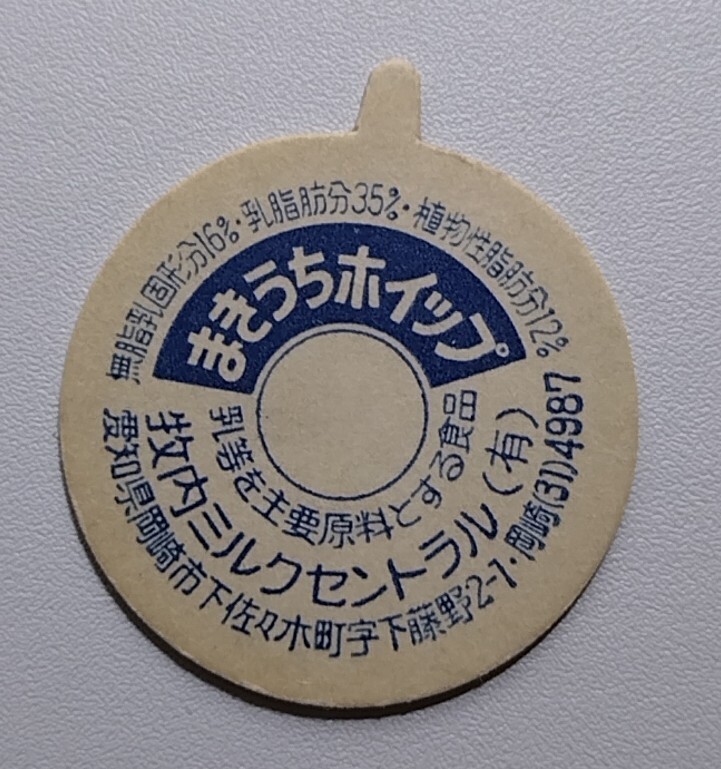 無脂乳固形分16%・乳脂肪分35%・植物性脂肪分12%
まきうちホイップ
乳等を主要原料とする食品
牧内ミルクセントラル(有)
愛知県岡崎市下佐々木町字下藤野2-1・岡崎(31)4987